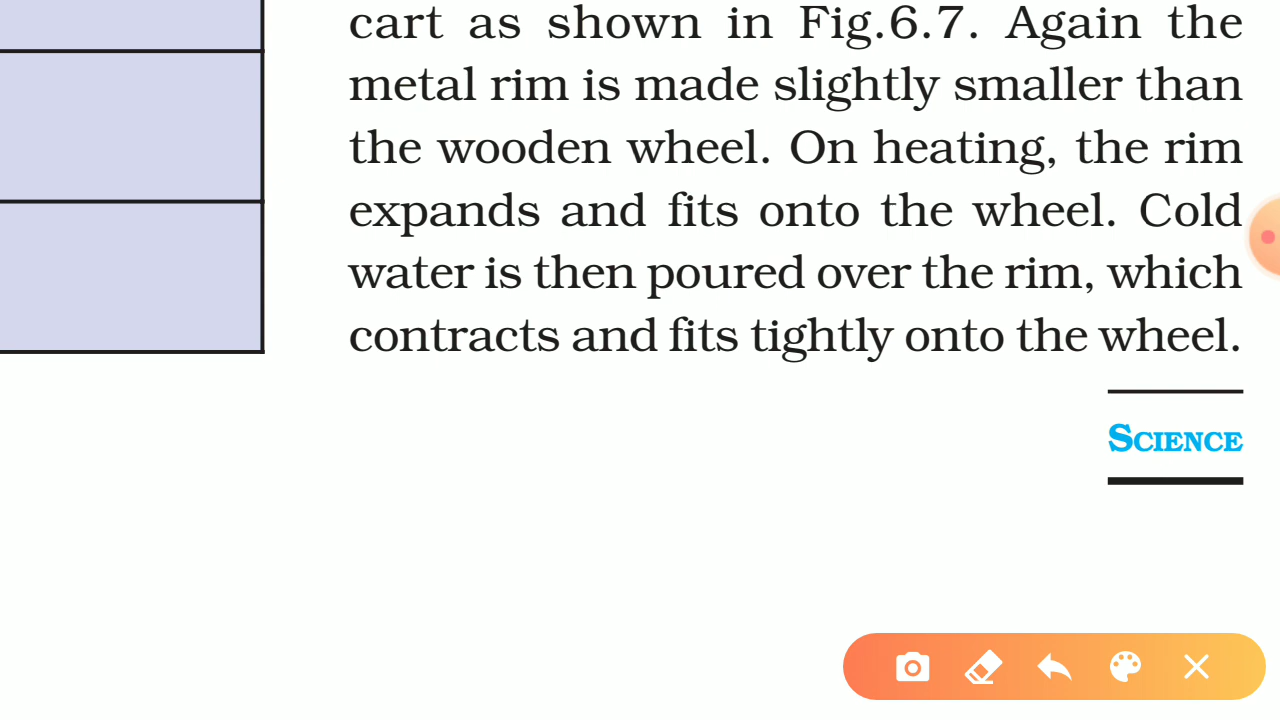 cart as shown in Fig.6.7. Again the
metal rim is made slightly smaller than
the wooden wheel. On heating, the rim
expands and fits onto the wheel. Cold
water is then poured over the rim, which
contracts and fits tightly onto the wheel.
SCIENCE